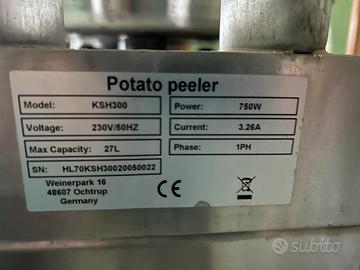 Potato peeler
Model: KSH300 Power: 750W
Voltage: 230V/50HZ Current: 3.26A
Max Capacity: 27L Phase: 1PH
SN: HL70KSH30020050022
Weinerpark 16
48607 Ochtrup
Germany
CE
subito